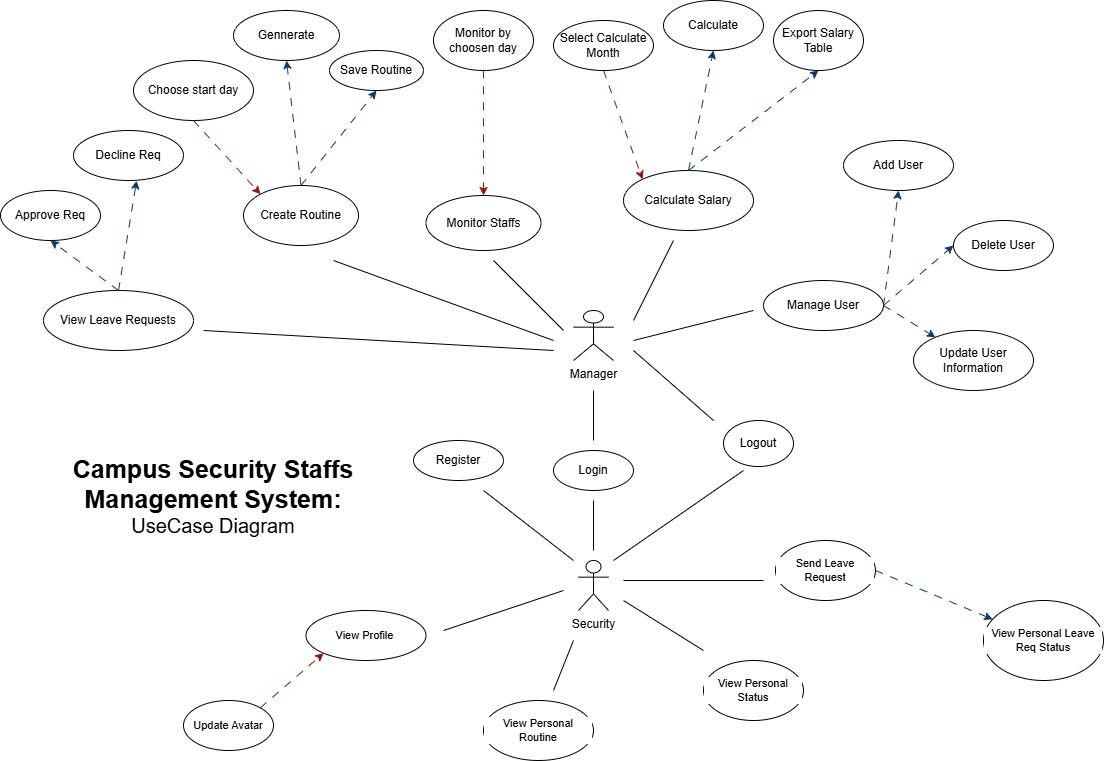 Gennerate
Monitor by
choosen day
Select Calculate
Month
Calculate
Export Salary
Table
Choose start day
Save Routine
Decline Req
Add User
Approve Req
Create Routine
Monitor Staffs
Calculate Salary
Delete User
View Leave Requests
Manage User
Update User
Information
Manager
Register
Login
Logout
Campus Security Staffs
Management System:
UseCase Diagram
Send Leave
Request
Security
View Profile
View Personal Leave
Req Status
View Personal
Status
Update Avatar
View Personal
Routine